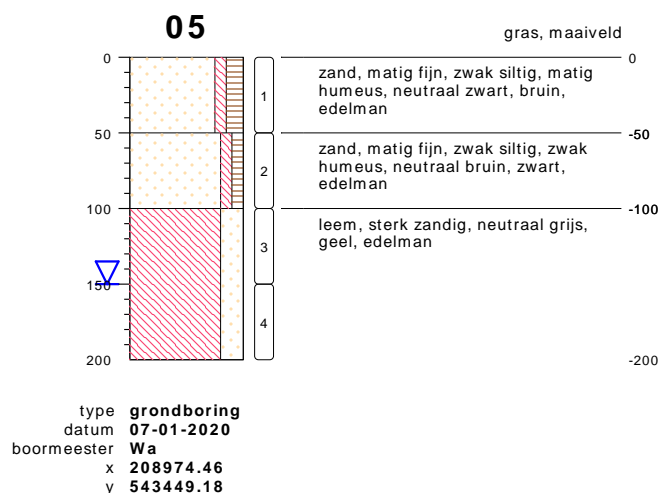 05
gras, maaiveld
0
0
zand, matig fijn, zwak siltig, matig
humeus, neutraal zwart, bruin,
edelman
1
50
-50
zand, matig fijn, zwak siltig, zwak
humeus, neutraal bruin, zwart,
edelman
2
100
-100
leem, sterk zandig, neutraal grijs,
geel, edelman
3
150
4
200
-200
type grondboring
datum 07-01-2020
boormeester Wa
x 208974.46
y 543449.18